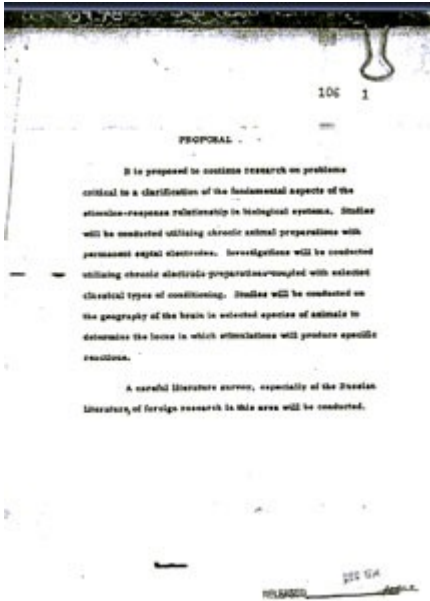 106 1
PROPOSAL
It is proposed to continue research on problems
critical to a clarification of the fundamental aspects of the
stimulus-response relationship in biological systems. Studies
will be conducted utilizing chronic animal preparations with
permanent septal electrodes. Investigations will be conducted
utilizing chronic electrode preparations coupled with selected
classical types of conditioning. Studies will be conducted on
the geography of the brain in selected species of animals to
determine the locus in which stimulations will produce specific
reactions.
A careful literature survey, especially of the Russian
Literature, of foreign research in this area will be conducted.
RELEASED